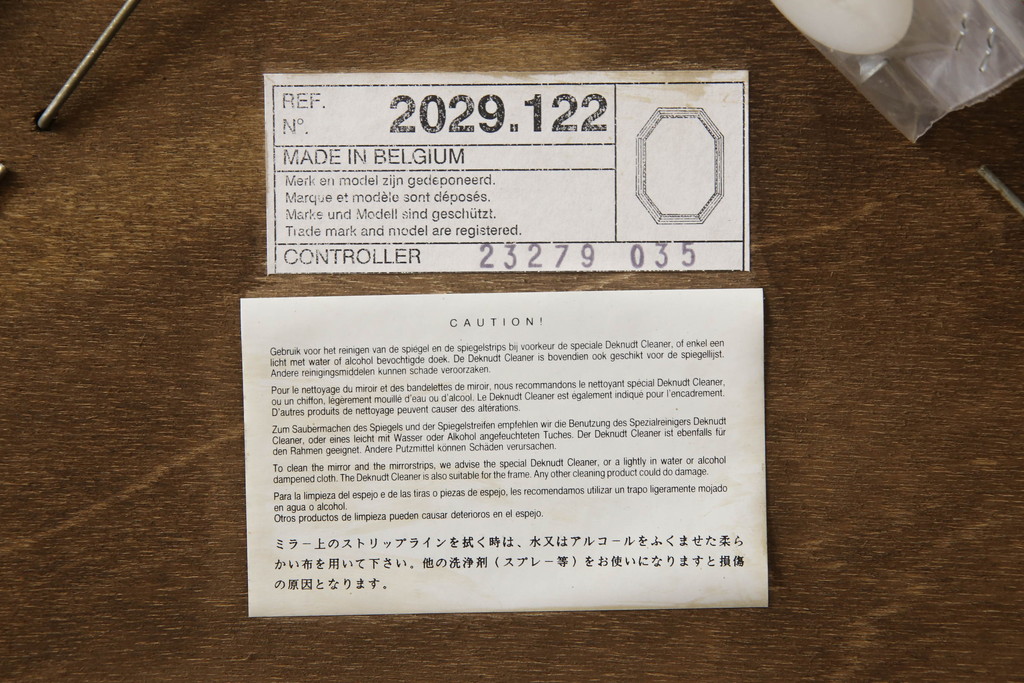 REF.
N°.
2029.122
MADE IN BELGIUM
Merk en model zijn gedeponeerd.
Marque et modèle sont déposés.
Marke und Modell sind geschützt.
Trade mark and model are registered.
CONTROLLER 23279 035
CAUTION!
Gebruik voor het reinigen van de spiegel en de spiegelstrips bij voorkeur de speciale Deknudt Cleaner, of enkel een
licht met water of alcohol bevochtigde doek. De Deknudt Cleaner is bovendien ook geschikt voor de spiegellijst.
Andere reinigingsmiddelen kunnen schade veroorzaken.
Pour le nettoyage du miroir et des bandelettes de miroir, nous recommandons le nettoyant spécial Deknudt Cleaner,
ou un chiffon, légèrement mouillé d'eau ou d'alcool. Le Deknudt Cleaner est également indiqué pour l'encadrement.
D'autres produits de nettoyage peuvent causer des altérations.
Zum Saubermachen des Spiegels und der Spiegelstreifen empfehlen wir die Benutzung des Spezialreinigers Deknudt
Cleaner, oder eines leicht mit Wasser oder Alkohol angefeuchteten Tuches. Der Deknudt Cleaner ist ebenfalls für
den Rahmen geeignet. Andere Putzmittel können Schäden verursachen.
To clean the mirror and the mirrorstrips, we advise the special Deknudt Cleaner, or a lightly in water or alcohol
dampened cloth. The Deknudt Cleaner is also suitable for the frame. Any other cleaning product could do damage.
Para la limpieza del espejo e de las tiras o piezas de espejo, les recomendamos utilizar un trapo ligeramente mojado
en agua o alcohol.
Otros productos de limpieza pueden causar deterioros en el espejo.
ミラー上のストリップラインを拭く時は、水又はアルコールをふくませた柔ら
かい布を用いて下さい。他の洗浄剤（スプレー等）をお使いになりますと損傷
の原因となります。